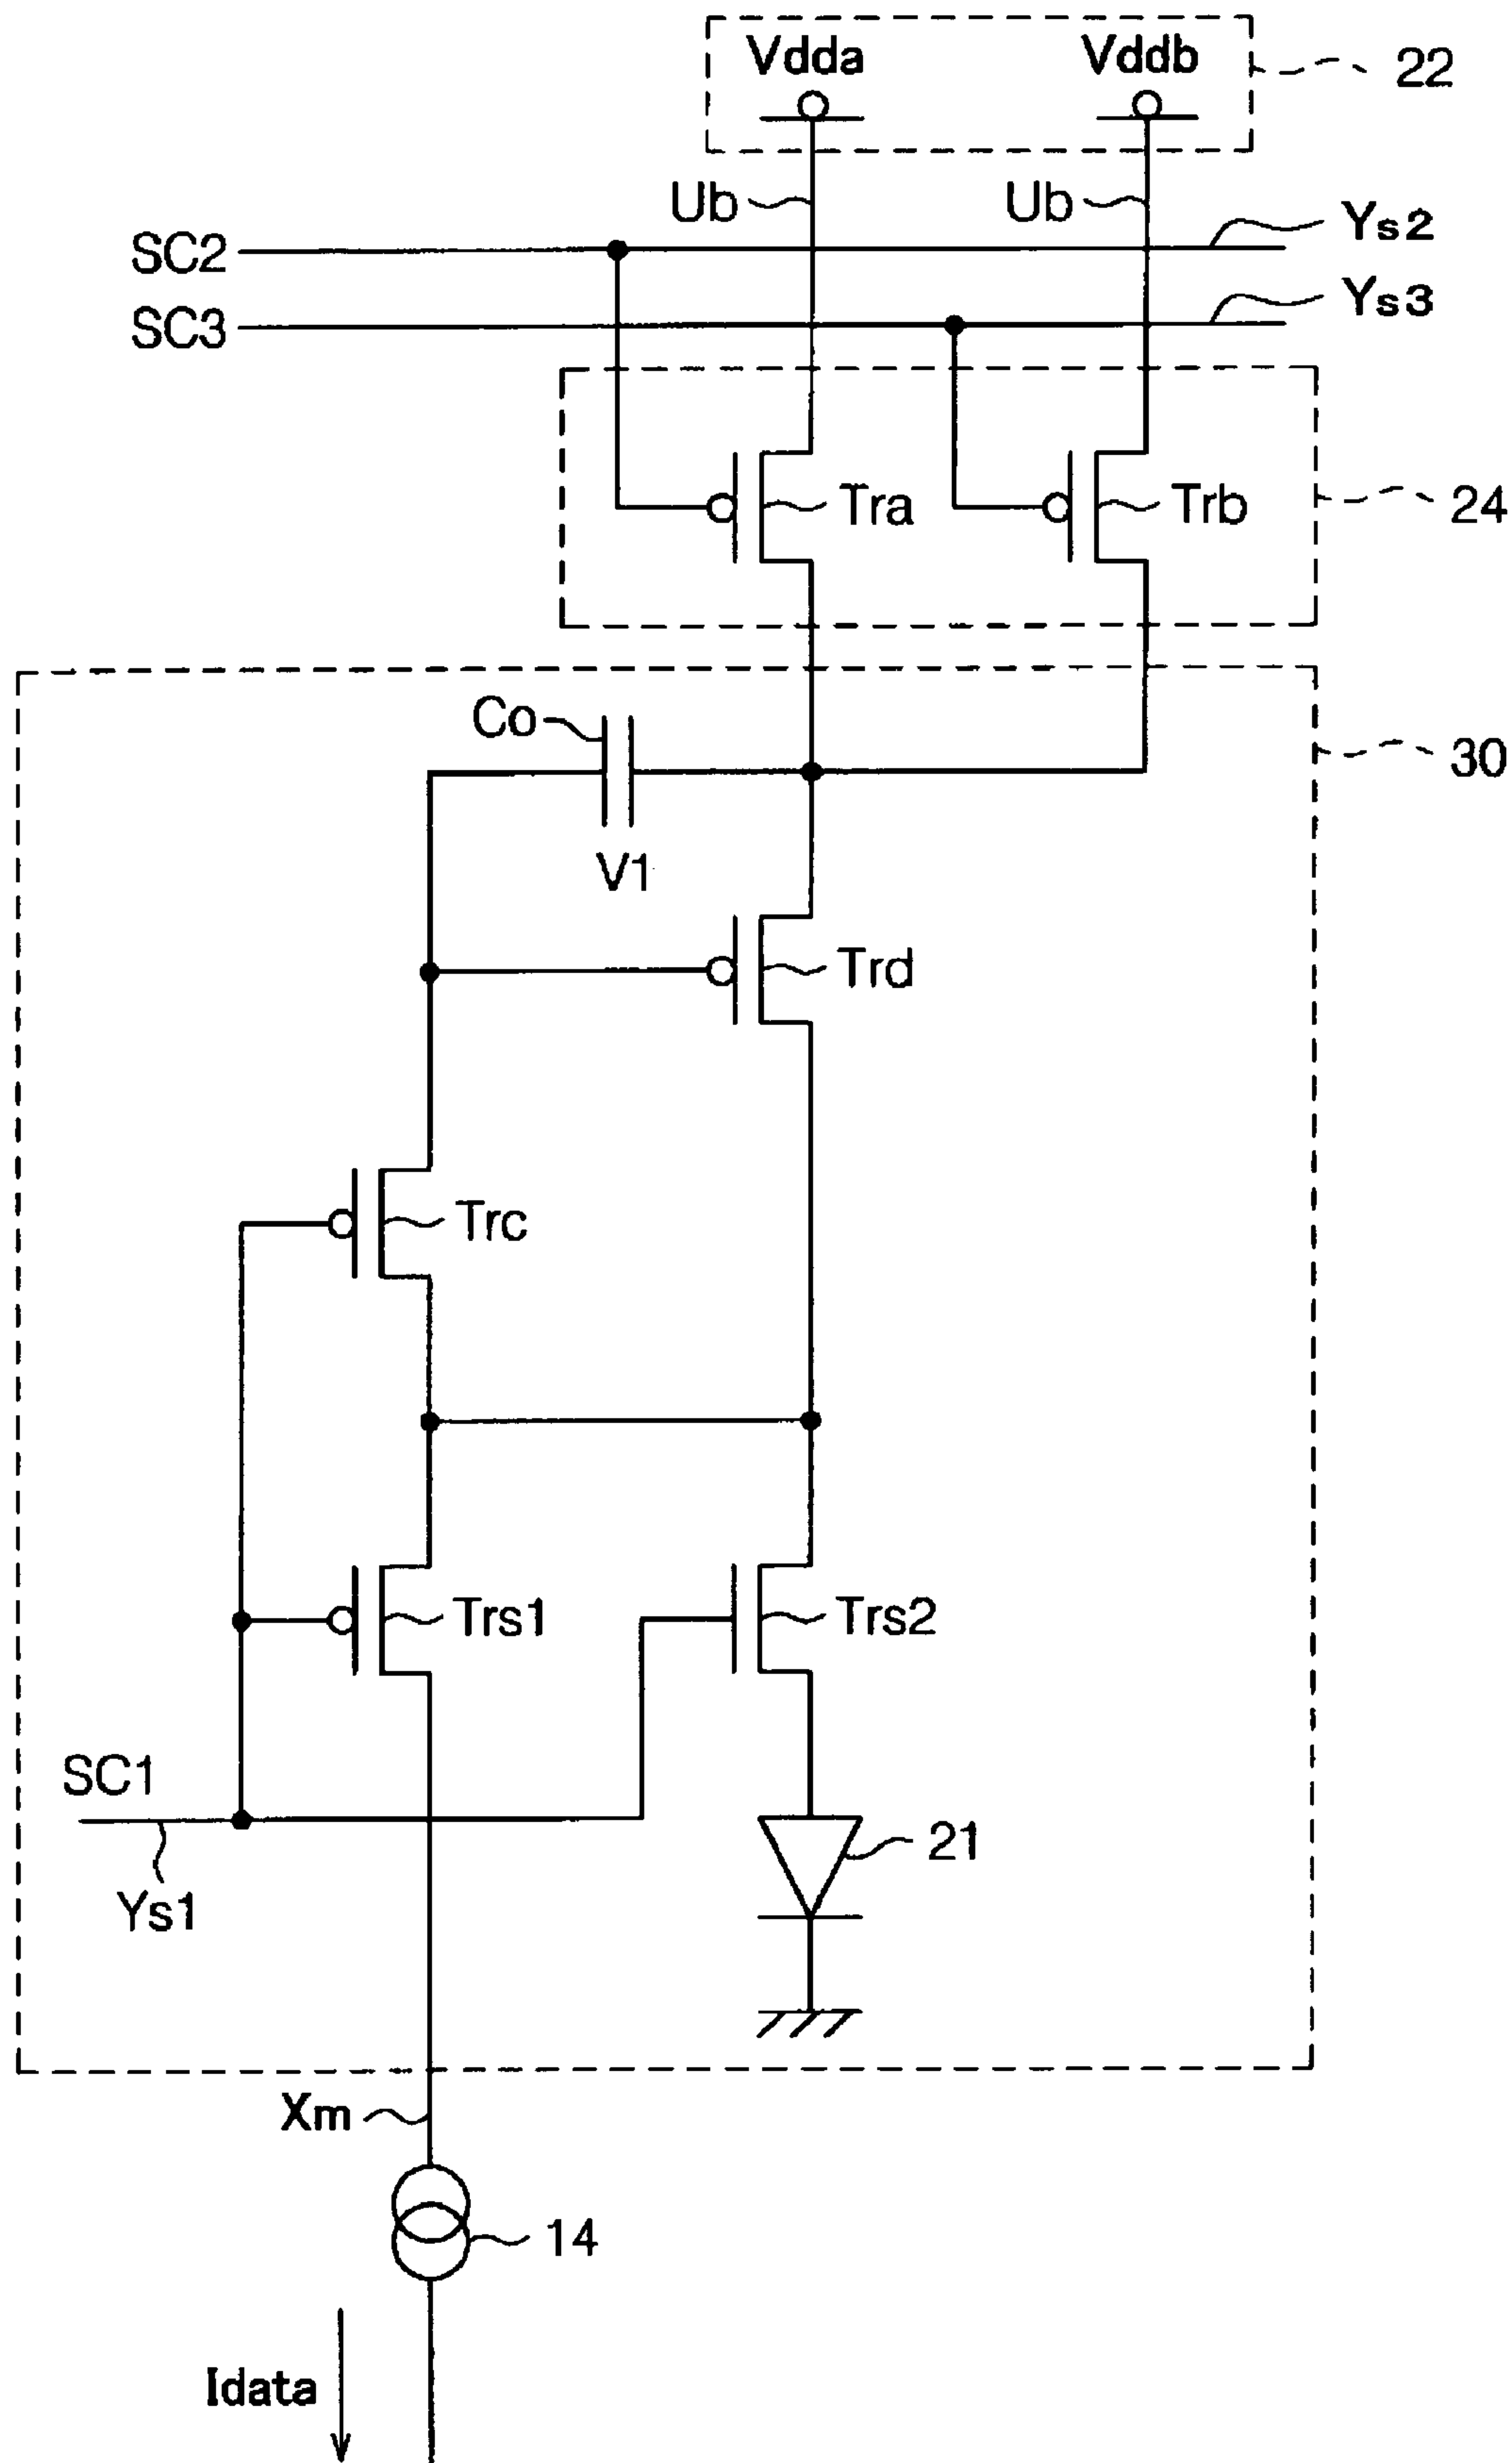 Vdda
Vddb
22
Ub
Ub
SC2
Ys2
SC3
Ys3
Tra
Trb
24
Co
30
V1
Trd
Trc
Trs1
Trs2
SC1
21
Ys1
Xm
14
Idata